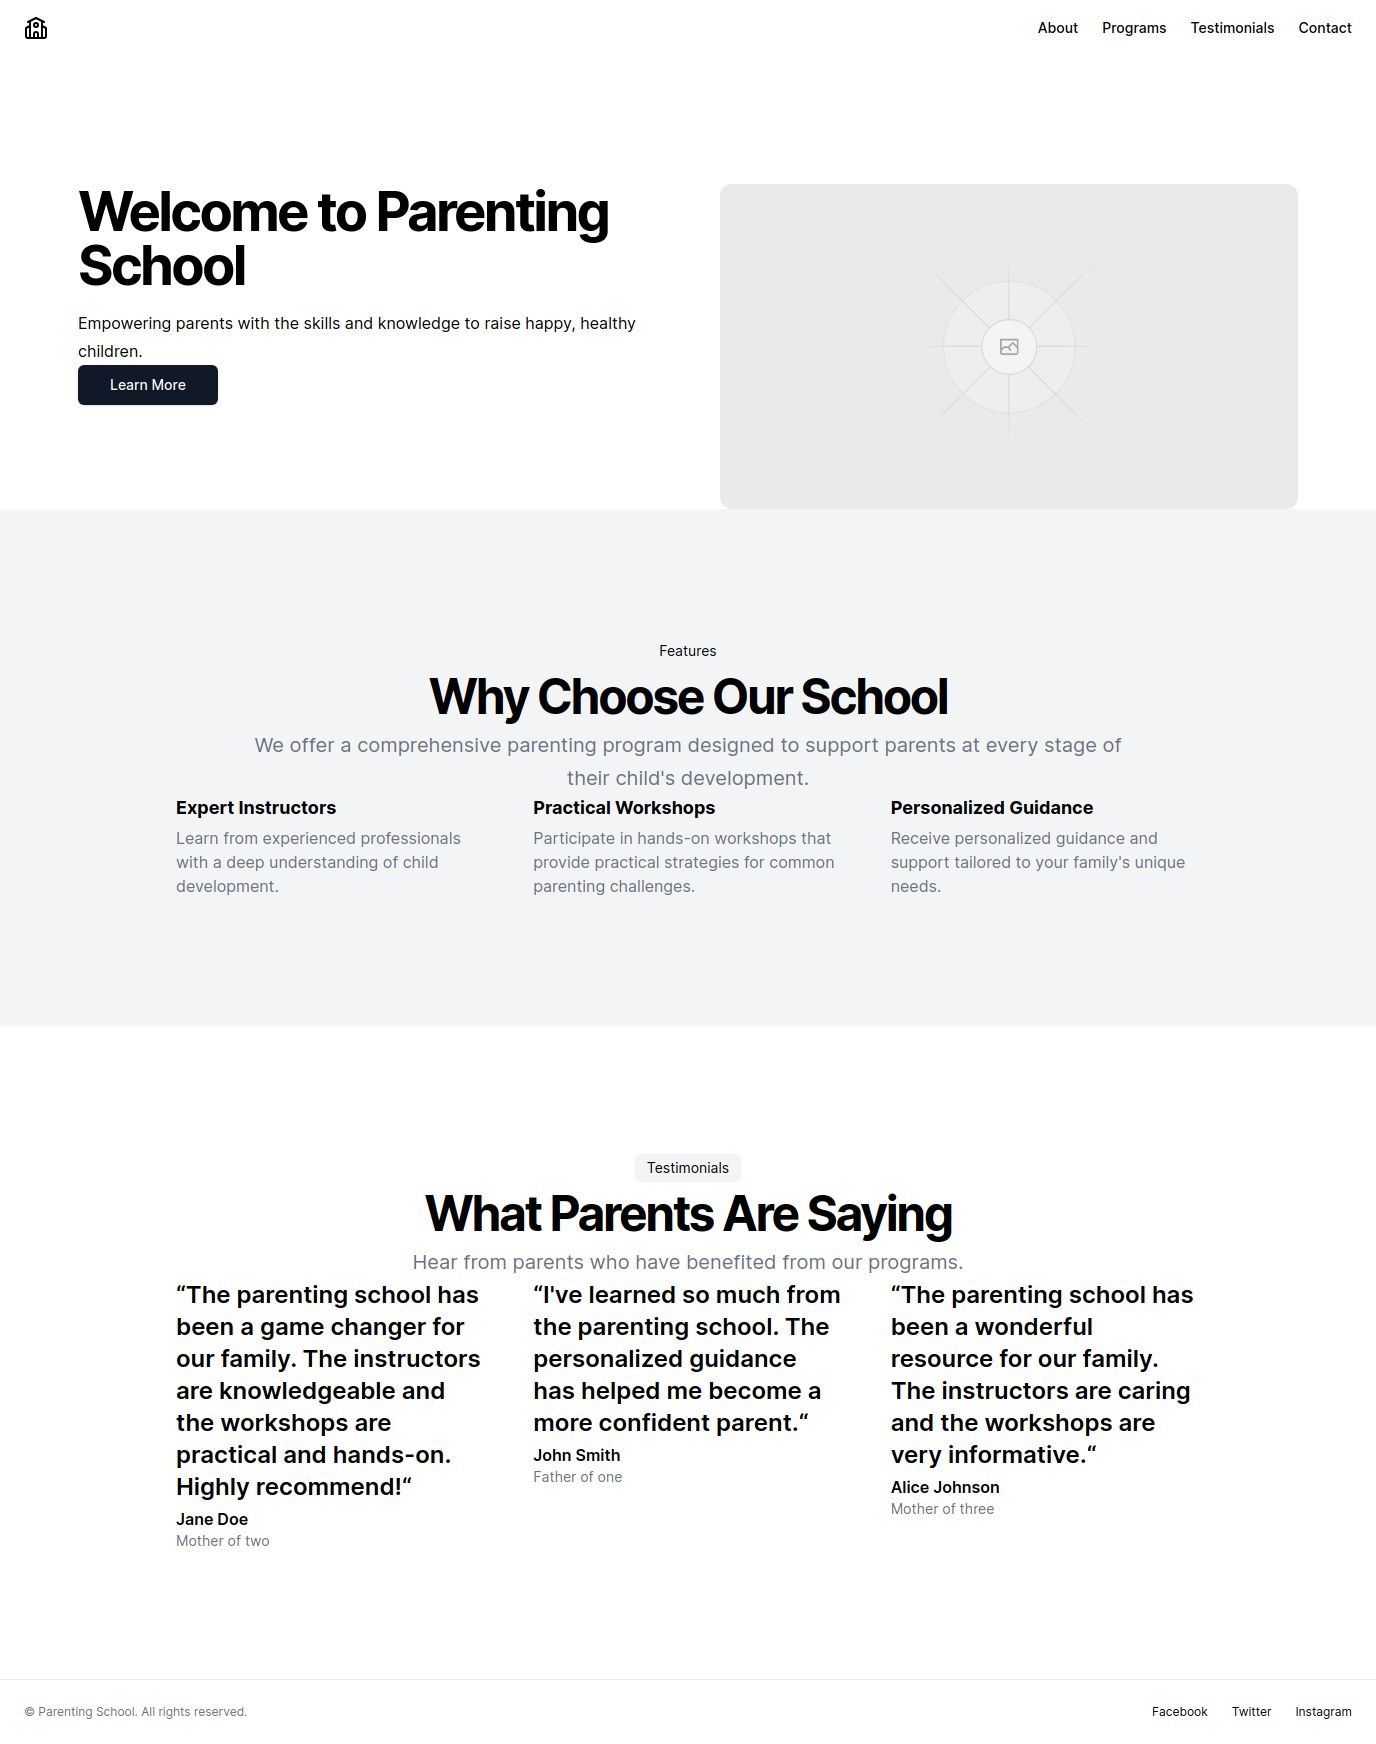 About Programs Testimonials Contact
Welcome to Parenting
School
Empowering parents with the skills and knowledge to raise happy, healthy
children.
Learn More
Features
Why Choose Our School
We offer a comprehensive parenting program designed to support parents at every stage of
their child's development.
Expert Instructors
Learn from experienced professionals
with a deep understanding of child
development.
Practical Workshops
Participate in hands-on workshops that
provide practical strategies for common
parenting challenges.
Personalized Guidance
Receive personalized guidance and
support tailored to your family's unique
needs.
Testimonials
What Parents Are Saying
Hear from parents who have benefited from our programs.
“The parenting school has
been a game changer for
our family. The instructors
are knowledgeable and
the workshops are
practical and hands-on.
Highly recommend!“
Jane Doe
Mother of two
“I've learned so much from
the parenting school. The
personalized guidance
has helped me become a
more confident parent.“
John Smith
Father of one
“The parenting school has
been a wonderful
resource for our family.
The instructors are caring
and the workshops are
very informative.“
Alice Johnson
Mother of three
© Parenting School. All rights reserved.
Facebook Twitter Instagram